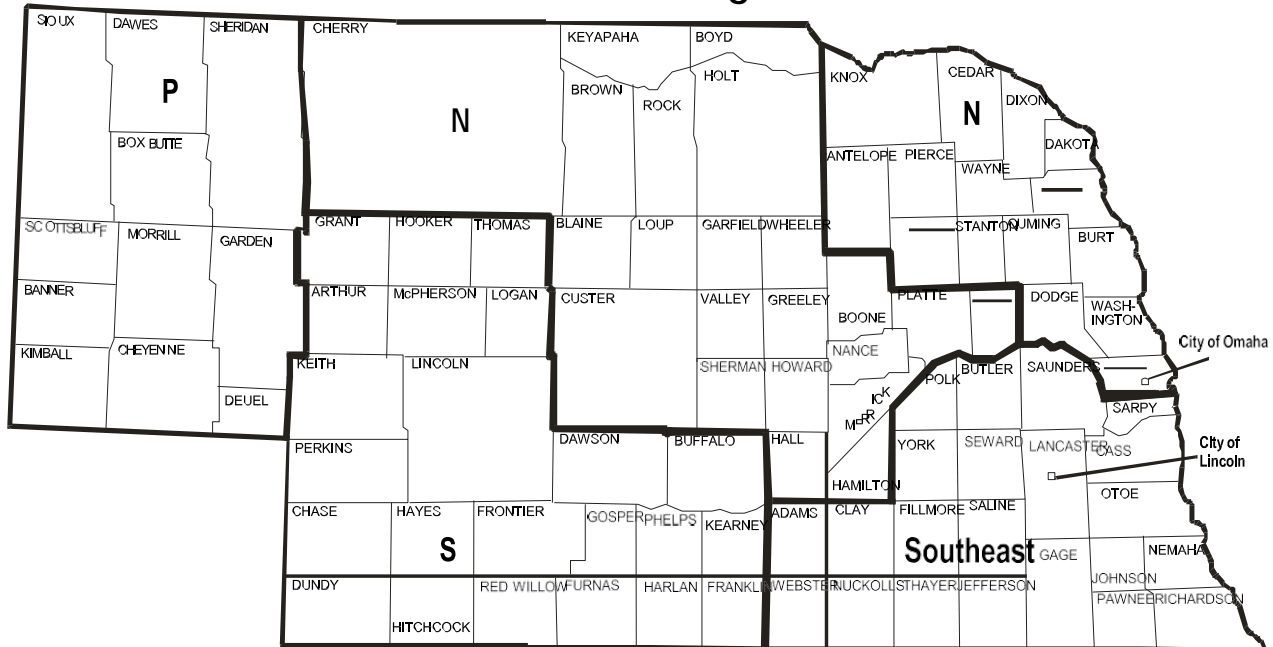 SIOUX
DAWES
SHERIDAN
CHERRY
KEYAPAHA
BOYD
P
N
BROWN
ROCK
HOLT
KNOX
CEDAR
N
DIXON
BOX BUTTE
DAKOTA
ANTELOPE
PIERCE
WAYNE
SCOTTSBLUFF
MORRILL
GARDEN
GRANT
HOOKER
THOMAS
BLAINE
LOUP
GARFIELD
WHEELER
STANTON
CUMING
BURT
BANNER
ARTHUR
McPHERSON
LOGAN
CUSTER
VALLEY
GREELEY
BOONE
PLATTE
DODGE
WASH-
INGTON
KIMBALL
CHEYENNE
KEITH
LINCOLN
SHERMAN
HOWARD
NANCE
POLK
BUTLER
SAUNDERS
City of Omaha
DEUEL
MERRICK
SARPY
PERKINS
DAWSON
BUFFALO
HALL
HAMILTON
YORK
SEWARD
LANCASTER
CASS
City of
Lincoln
CHASE
HAYES
FRONTIER
GOSPER
PHELPS
KEARNEY
ADAMS
CLAY
FILLMORE
SALINE
OTOE
S
Southeast
GAGE
NEMAHA
DUNDY
HITCHCOCK
RED WILLOW
FURNAS
HARLAN
FRANKLIN
WEBSTER
NUCKOLLS
THAYER
JEFFERSON
JOHNSON
PAWNEE
RICHARDSON